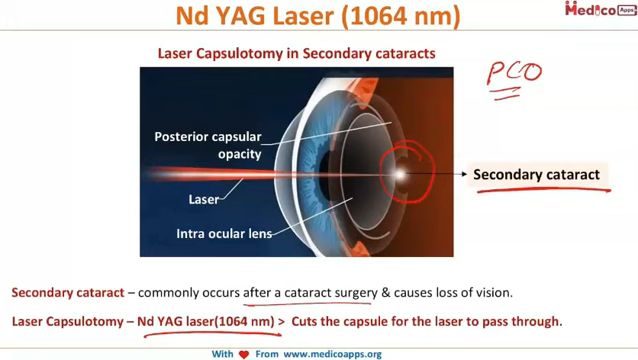 Nd YAG Laser (1064 nm)
Medico Apps
Laser Capsulotomy in Secondary cataracts
PCO
Posterior capsular
opacity
Secondary cataract
Laser
Intra ocular lens
Secondary cataract – commonly occurs after a cataract surgery & causes loss of vision.
Laser Capsulotomy – Nd YAG laser(1064 nm) > Cuts the capsule for the laser to pass through.
With ♥ From www.medicoapps.org